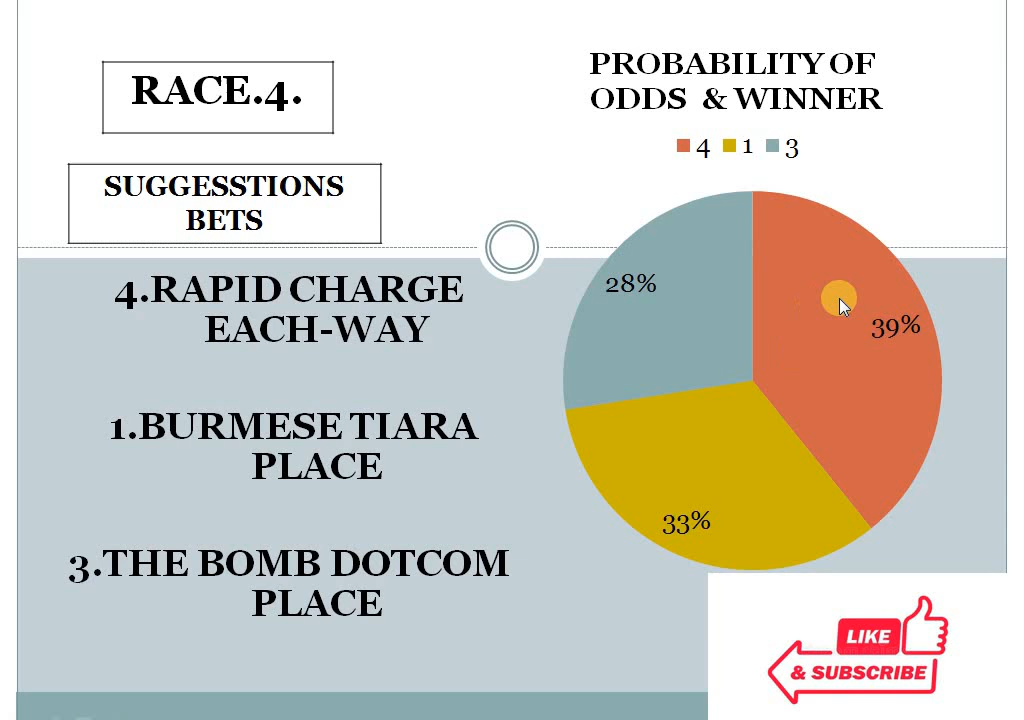 RACE.4.
SUGGESSTIONS
BETS
4.RAPID CHARGE
EACH-WAY
1.BURMESE TIARA
PLACE
3.THE BOMB DOTCOM
PLACE
PROBABILITY OF
ODDS & WINNER
4 1 3
28%
39%
33%
LIKE
& SUBSCRIBE